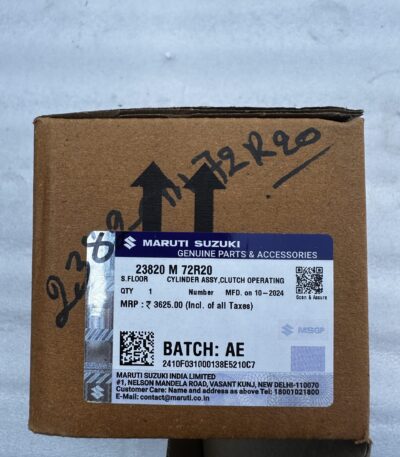 2382 M 72R20
MARUTI SUZUKI
GENUINE PARTS & ACCESSORIES
23820 M 72R20
S.FLOOR CYLINDER ASSY,CLUTCH OPERATING
QTY 1 Number MFD. on 10-2024
MRP : ₹ 3625.00 (Incl. of all Taxes)
Scan & Assure
MSGP
BATCH: AE
2410F031000138E5210C7
MARUTI SUZUKI INDIA LIMITED
#1, NELSON MANDELA ROAD, VASANT KUNJ, NEW DELHI-110070
Customer Care: Name and address as above Tel: 18001021800
E-Mail: contact@maruti.co.in